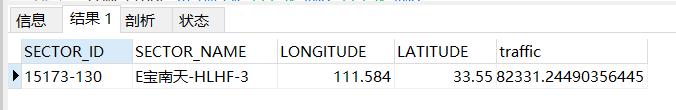 信息 结果 1 剖析 状态
SECTOR_ID SECTOR_NAME LONGITUDE LATITUDE traffic
15173-130 E宝南天-HLHF-3 111.584 33.55 82331.24490356445